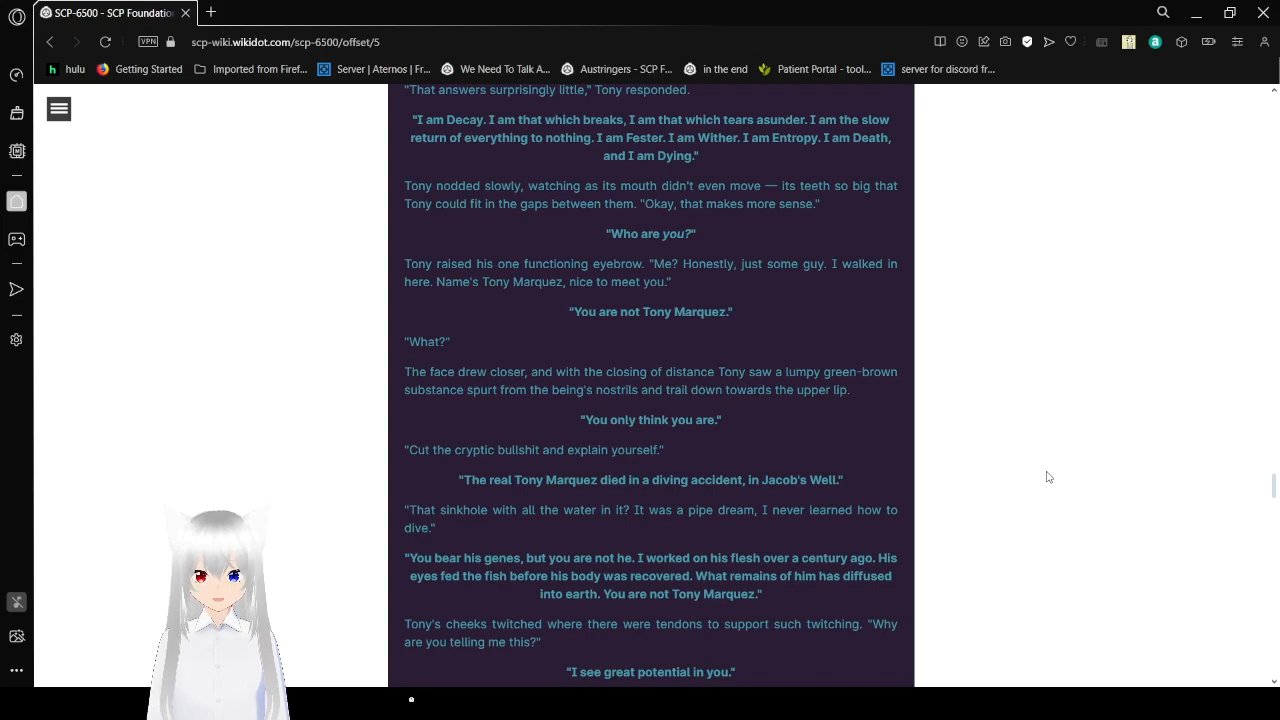 SCP-6500 - SCP Foundatio
VPN
scp-wiki.wikidot.com/scp-6500/offset/5
hulu
Getting Started
Imported from Firef...
Server | Aternos | Fr...
We Need To Talk A...
Austringers - SCP F...
in the end
Patient Portal - tool...
server for discord fr...
"That answers surprisingly little," Tony responded.
"I am Decay. I am that which breaks, I am that which tears asunder. I am the slow
return of everything to nothing. I am Fester. I am Wither. I am Entropy. I am Death,
and I am Dying."
Tony nodded slowly, watching as its mouth didn't even move — its teeth so big that
Tony could fit in the gaps between them. "Okay, that makes more sense."
"Who are you?"
Tony raised his one functioning eyebrow. "Me? Honestly, just some guy. I walked in
here. Name's Tony Marquez, nice to meet you."
"You are not Tony Marquez."
"What?"
The face drew closer, and with the closing of distance Tony saw a lumpy green-brown
substance spurt from the being's nostrils and trail down towards the upper lip.
"You only think you are."
"Cut the cryptic bullshit and explain yourself."
"The real Tony Marquez died in a diving accident, in Jacob's Well."
"That sinkhole with all the water in it? It was a pipe dream, I never learned how to
dive."
"You bear his genes, but you are not he. I worked on his flesh over a century ago. His
eyes fed the fish before his body was recovered. What remains of him has diffused
into earth. You are not Tony Marquez."
Tony's cheeks twitched where there were tendons to support such twitching. "Why
are you telling me this?"
"I see great potential in you."